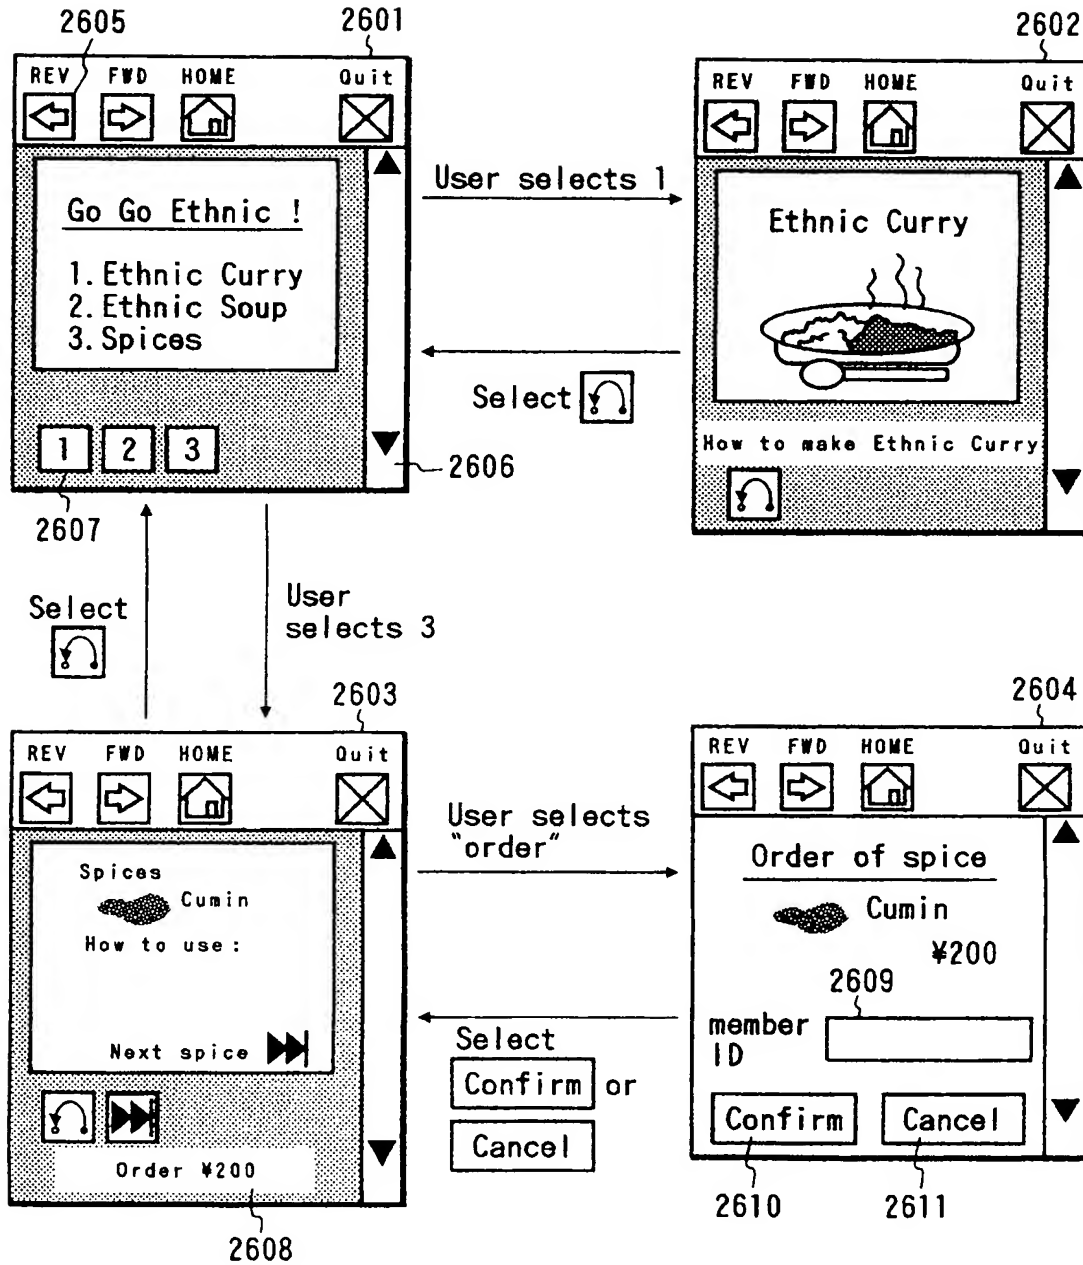 2605
2601
2602
REV FWD HOME Quit
REV FWD HOME Quit
Go Go Ethnic !
1. Ethnic Curry
2. Ethnic Soup
3. Spices
1 2 3
2606
2607
User selects 1
Select
Ethnic Curry
How to make Ethnic Curry
Select
User
selects 3
2603
2604
REV FWD HOME Quit
Spices
Cumin
How to use :
Next spice
Order ¥200
2608
User selects
"order"
Select
Confirm or
Cancel
REV FWD HOME Quit
Order of spice
Cumin
¥200
2609
member
ID
Confirm Cancel
2610 2611